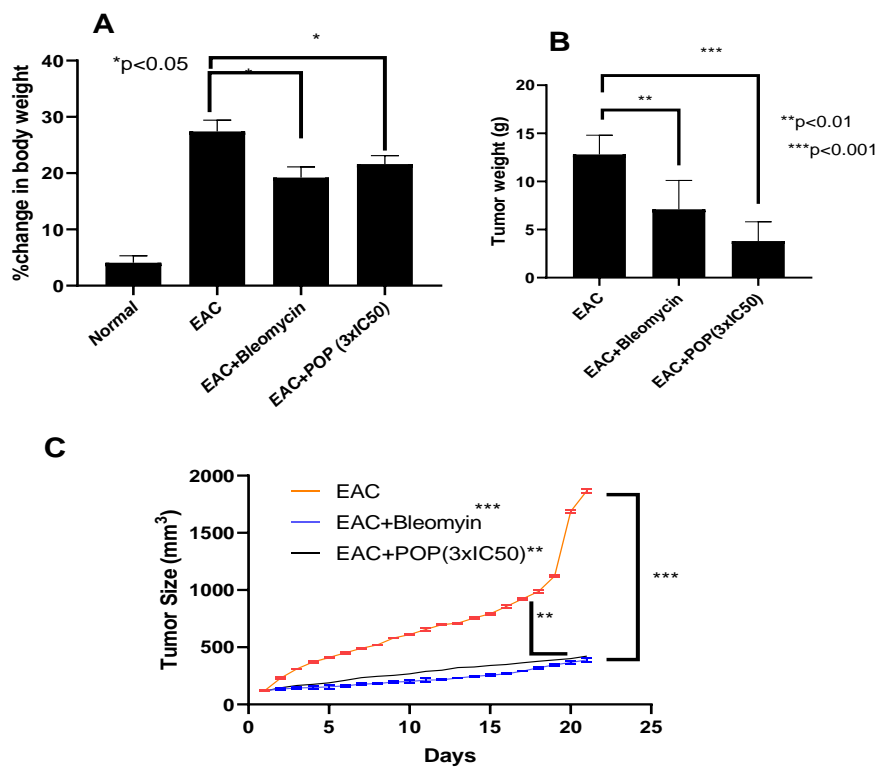 A
*p<0.05
*
*
%change in body weight
40
30
20
10
0
Normal
EAC
EAC+Bleomycin
EAC+POP (3xIC50)
B
***
**
**p<0.01
***p<0.001
Tumor weight (g)
20
15
10
5
0
EAC
EAC+Bleomycin
EAC+POP(3xIC50)
C
Tumor Size (mm³)
2000
1500
1000
500
0
EAC
EAC+Bleomyin***
EAC+POP(3xIC50)**
**
***
0 5 10 15 20 25
Days